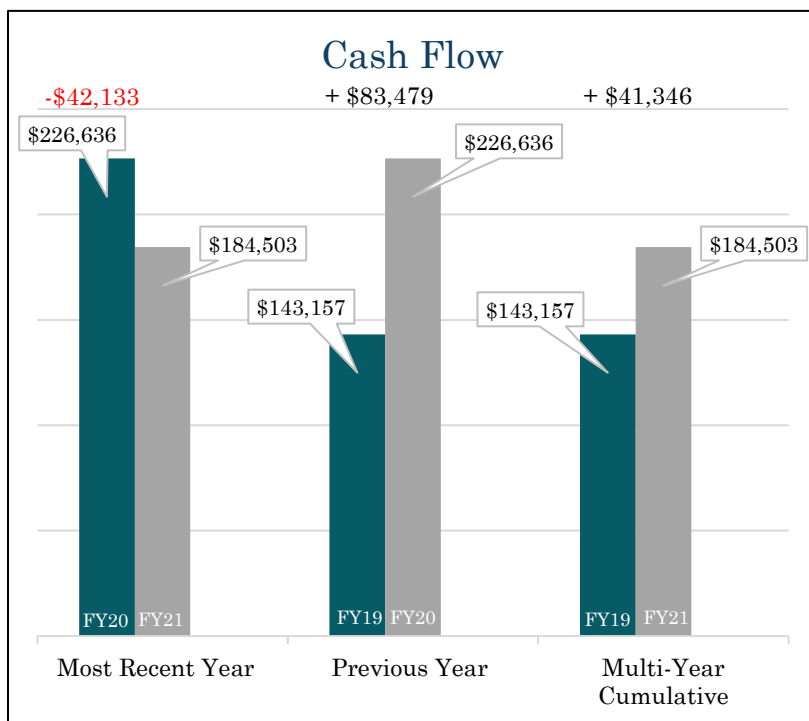 Cash Flow
-$42,133
+ $83,479
+ $41,346
$226,636
$226,636
$184,503
$184,503
$143,157
$143,157
FY20
FY21
FY19
FY20
FY19
FY21
Most Recent Year
Previous Year
Multi-Year
Cumulative